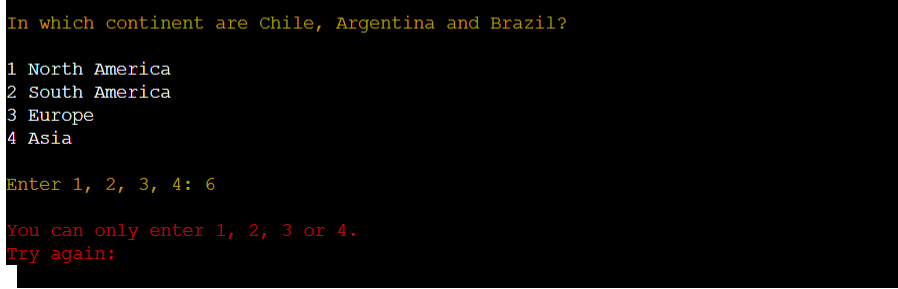 In which continent are Chile, Argentina and Brazil?
1 North America
2 South America
3 Europe
4 Asia
Enter 1, 2, 3, 4: 6
You can only enter 1, 2, 3 or 4.
Try again: